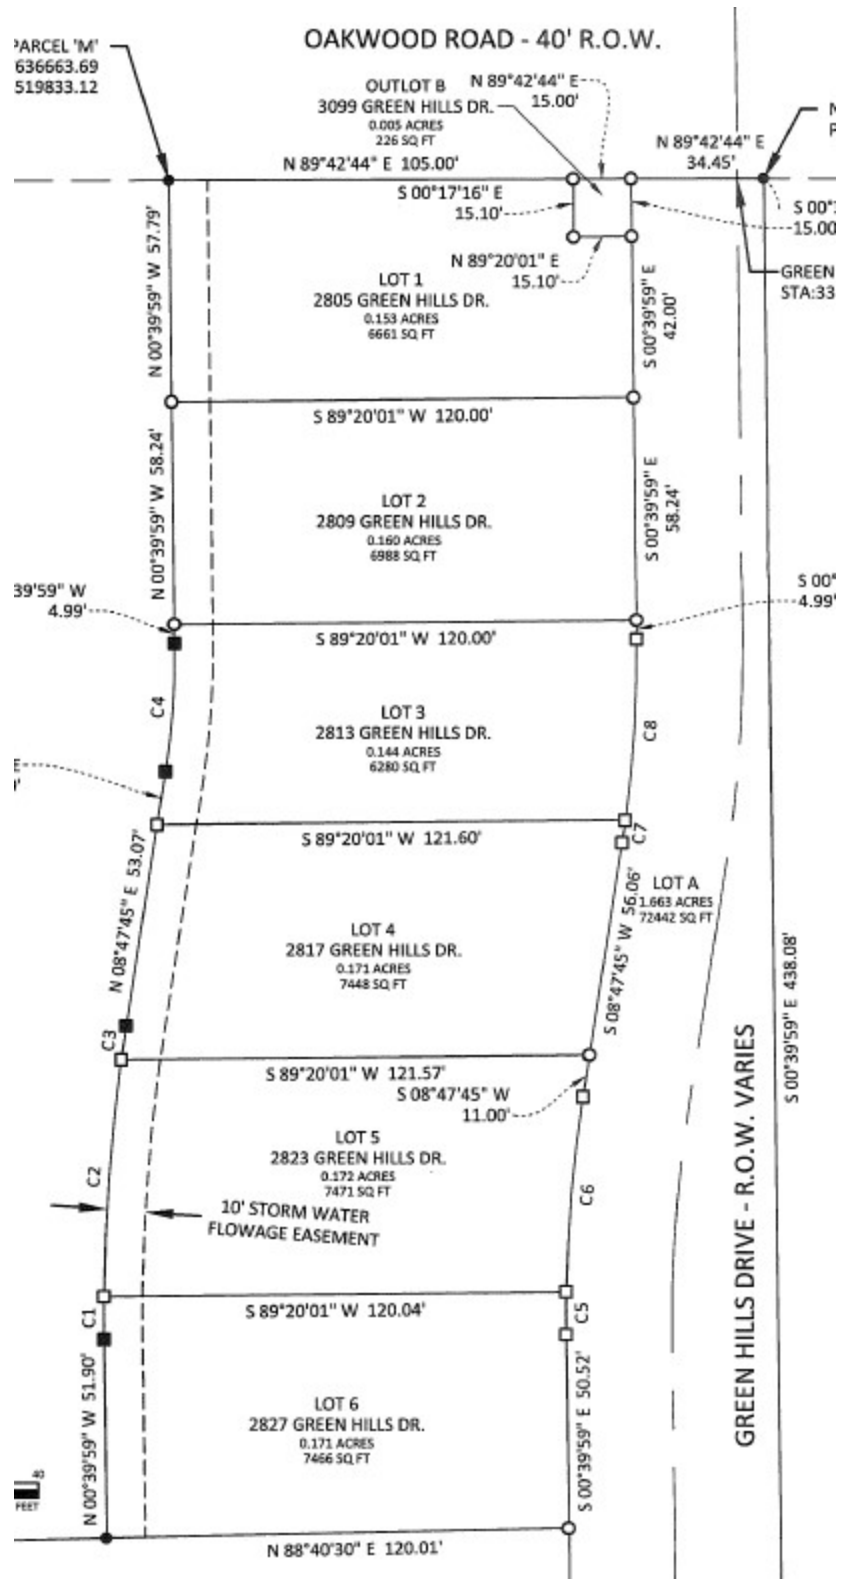 OAKWOOD ROAD - 40' R.O.W.
PARCEL 'M'
636663.69
519833.12
OUTLOT B
3099 GREEN HILLS DR.
0.005 ACRES
226 SQ FT
N 89°42'44" E
15.00'
N 89°42'44" E
34.45'
N 89°42'44" E 105.00'
S 00°17'16" E
15.10'
S 00°
15.00
N 89°20'01" E
15.10'
GREEN
STA:33
N 00°39'59" W 57.79'
LOT 1
2805 GREEN HILLS DR.
0.153 ACRES
6661 SQ FT
S 00°39'59" E
42.00'
S 89°20'01" W 120.00'
N 00°39'59" W 58.24'
LOT 2
2809 GREEN HILLS DR.
0.160 ACRES
6988 SQ FT
S 00°39'59" E
58.24'
39'59" W
4.99'
S 00°
4.99'
S 89°20'01" W 120.00'
C4
LOT 3
2813 GREEN HILLS DR.
0.144 ACRES
6280 SQ FT
C8
E
S 89°20'01" W 121.60'
C7
N 08°47'45" E 53.07'
LOT 4
2817 GREEN HILLS DR.
0.171 ACRES
7448 SQ FT
S 08°47'45" W 56.06'
LOT A
1.663 ACRES
72442 SQ FT
S 00°39'59" E 438.08'
C3
S 89°20'01" W 121.57'
S 08°47'45" W
11.00'
LOT 5
2823 GREEN HILLS DR.
0.172 ACRES
7471 SQ FT
C2
C6
10' STORM WATER
FLOWAGE EASEMENT
GREEN HILLS DRIVE - R.O.W. VARIES
C1
S 89°20'01" W 120.04'
C5
N 00°39'59" W 51.90'
LOT 6
2827 GREEN HILLS DR.
0.171 ACRES
7466 SQ FT
S 00°39'59" E 50.52'
40
FEET
N 88°40'30" E 120.01'